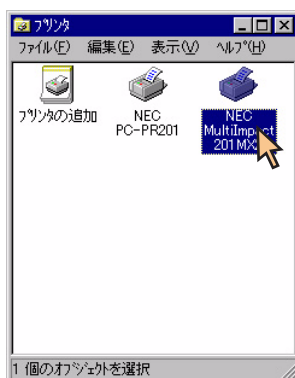 プリンタ
ファイル(F) 編集(E) 表示(V) ヘルプ(H)
プリンタの追加
NEC
PC-PR201
NEC
MultiImpact
201MX
1 個のオブジェクトを選択